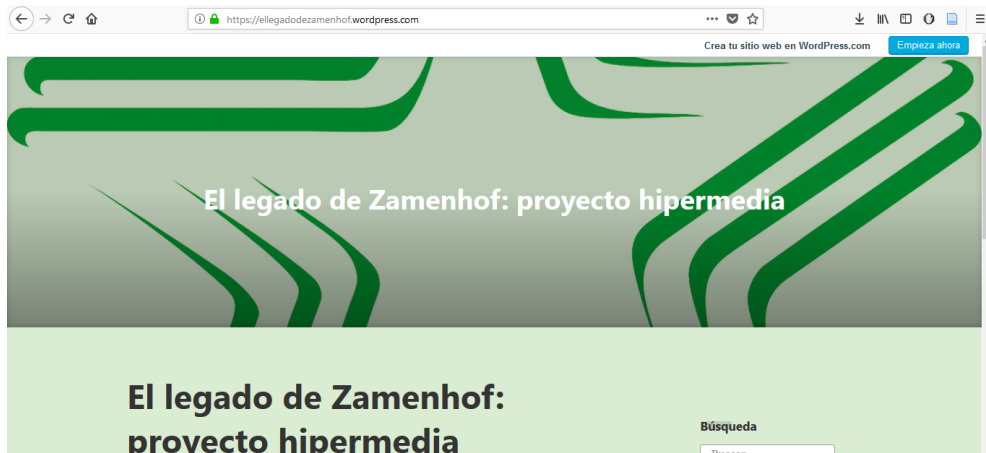 https://ellegadodezamenhof.wordpress.com
Crea tu sitio web en WordPress.com
Empieza ahora
El legado de Zamenhof: proyecto hipermedia
El legado de Zamenhof:
proyecto hipermedia
Búsqueda
Buscar